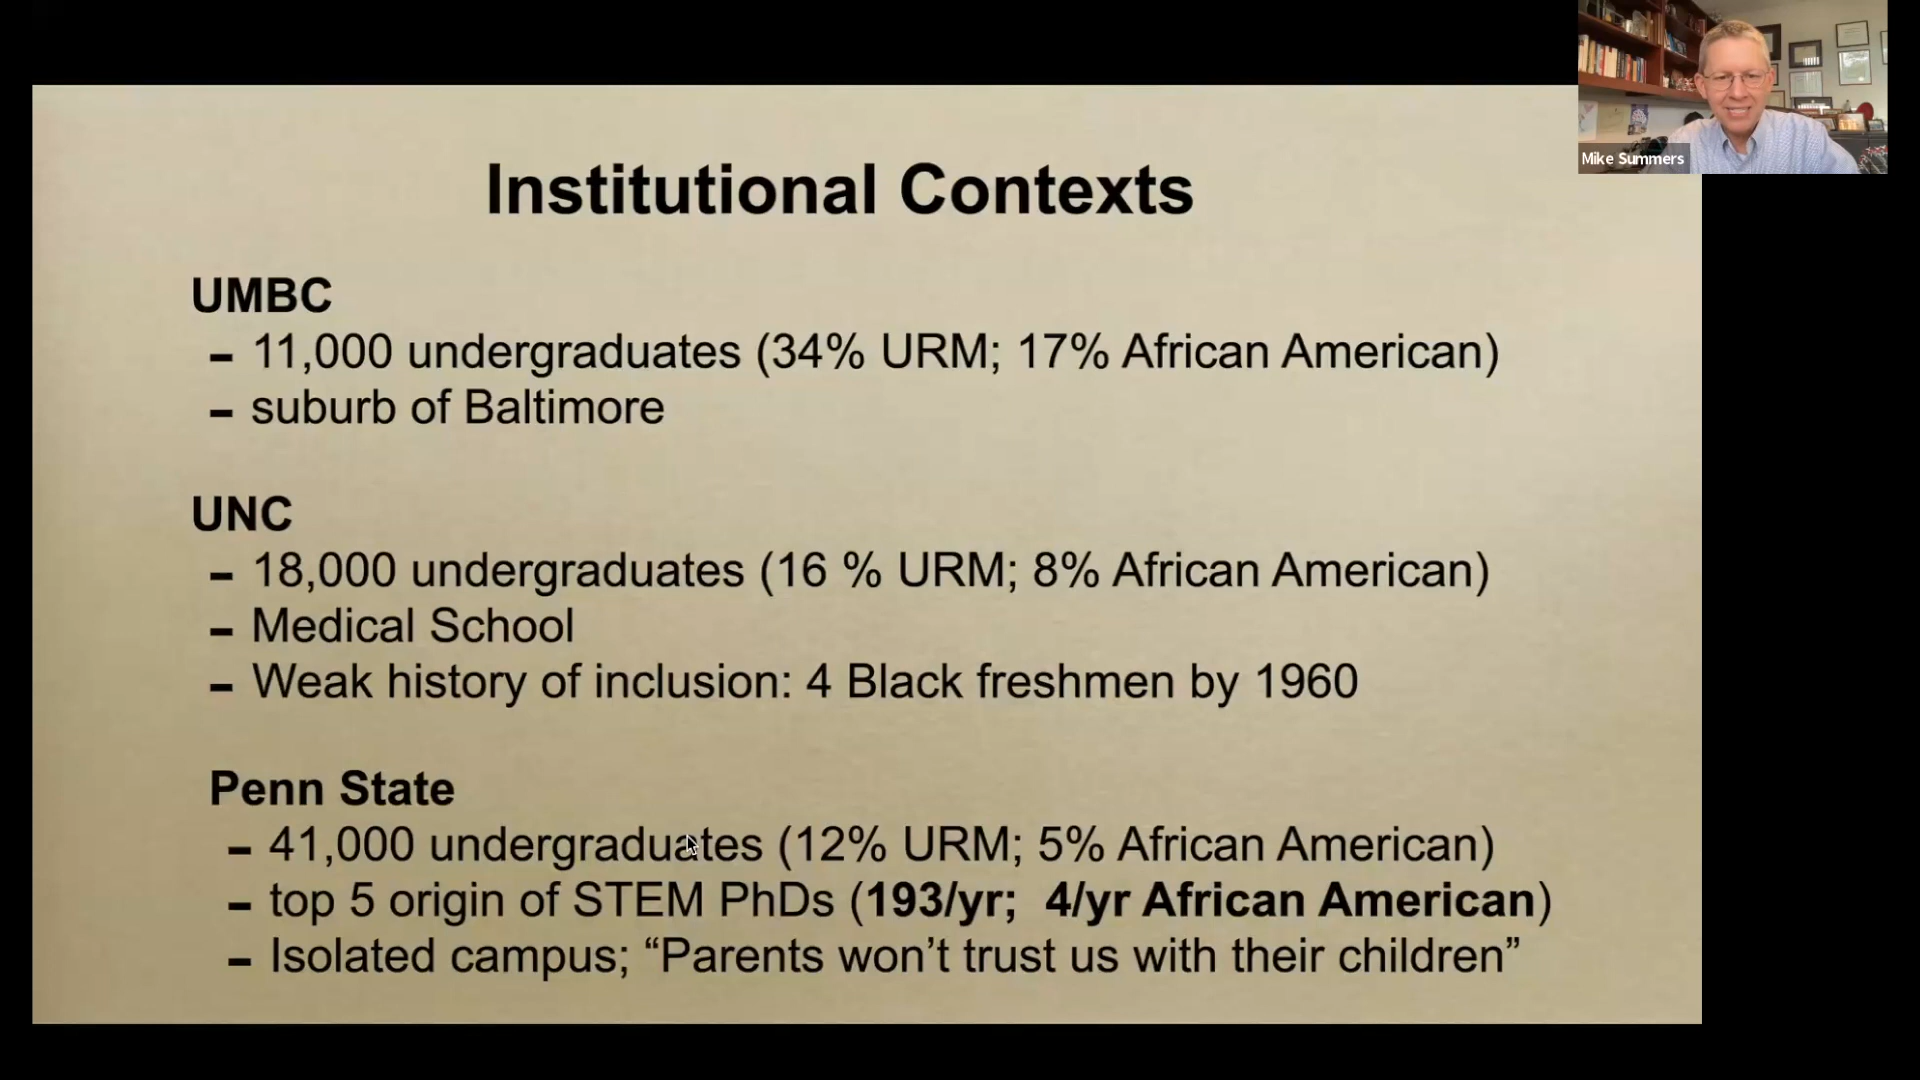 Mike Summers
Institutional Contexts
UMBC
– 11,000 undergraduates (34% URM; 17% African American)
– suburb of Baltimore
UNC
– 18,000 undergraduates (16 % URM; 8% African American)
– Medical School
– Weak history of inclusion: 4 Black freshmen by 1960
Penn State
– 41,000 undergraduates (12% URM; 5% African American)
– top 5 origin of STEM PhDs (193/yr;  4/yr African American)
– Isolated campus; “Parents won’t trust us with their children”